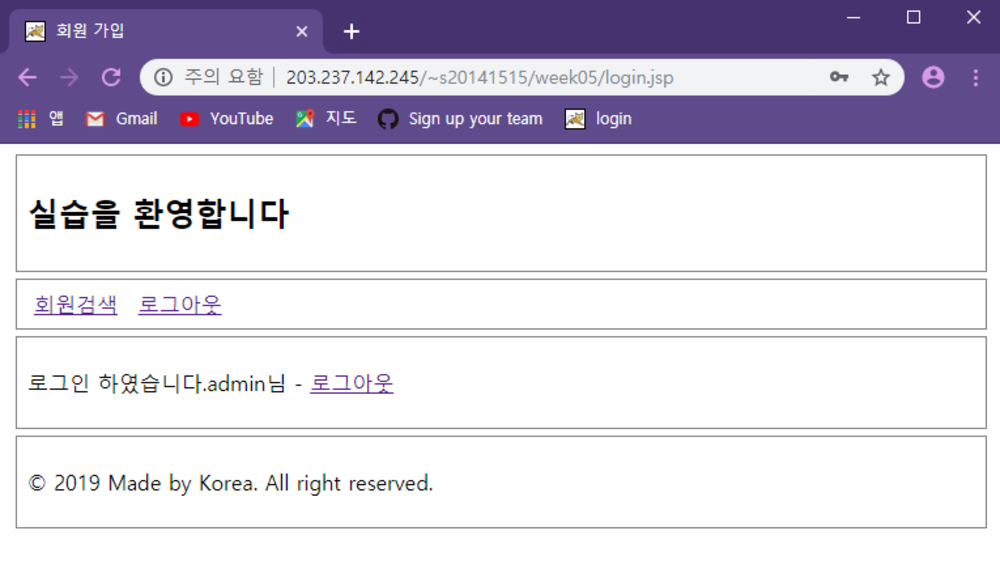 회원 가입
주의 요함 203.237.142.245/~s20141515/week05/login.jsp
앱 Gmail YouTube 지도 Sign up your team login
실습을 환영합니다
회원검색 로그아웃
로그인 하였습니다.admin님 - 로그아웃
© 2019 Made by Korea. All right reserved.